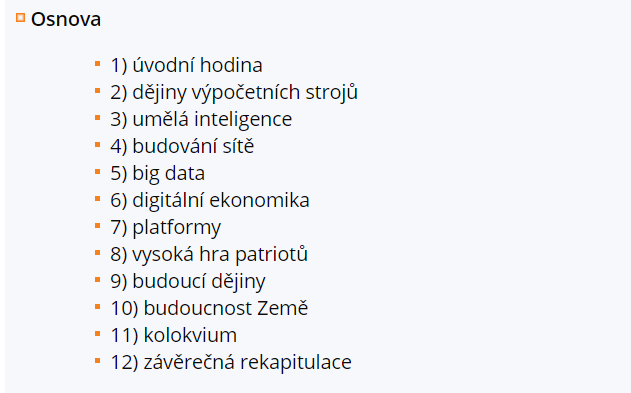 Osnova
1) úvodní hodina
2) dějiny výpočetních strojů
3) umělá inteligence
4) budování sítě
5) big data
6) digitální ekonomika
7) platformy
8) vysoká hra patriotů
9) budoucí dějiny
10) budoucnost Země
11) kolokvium
12) závěrečná rekapitulace